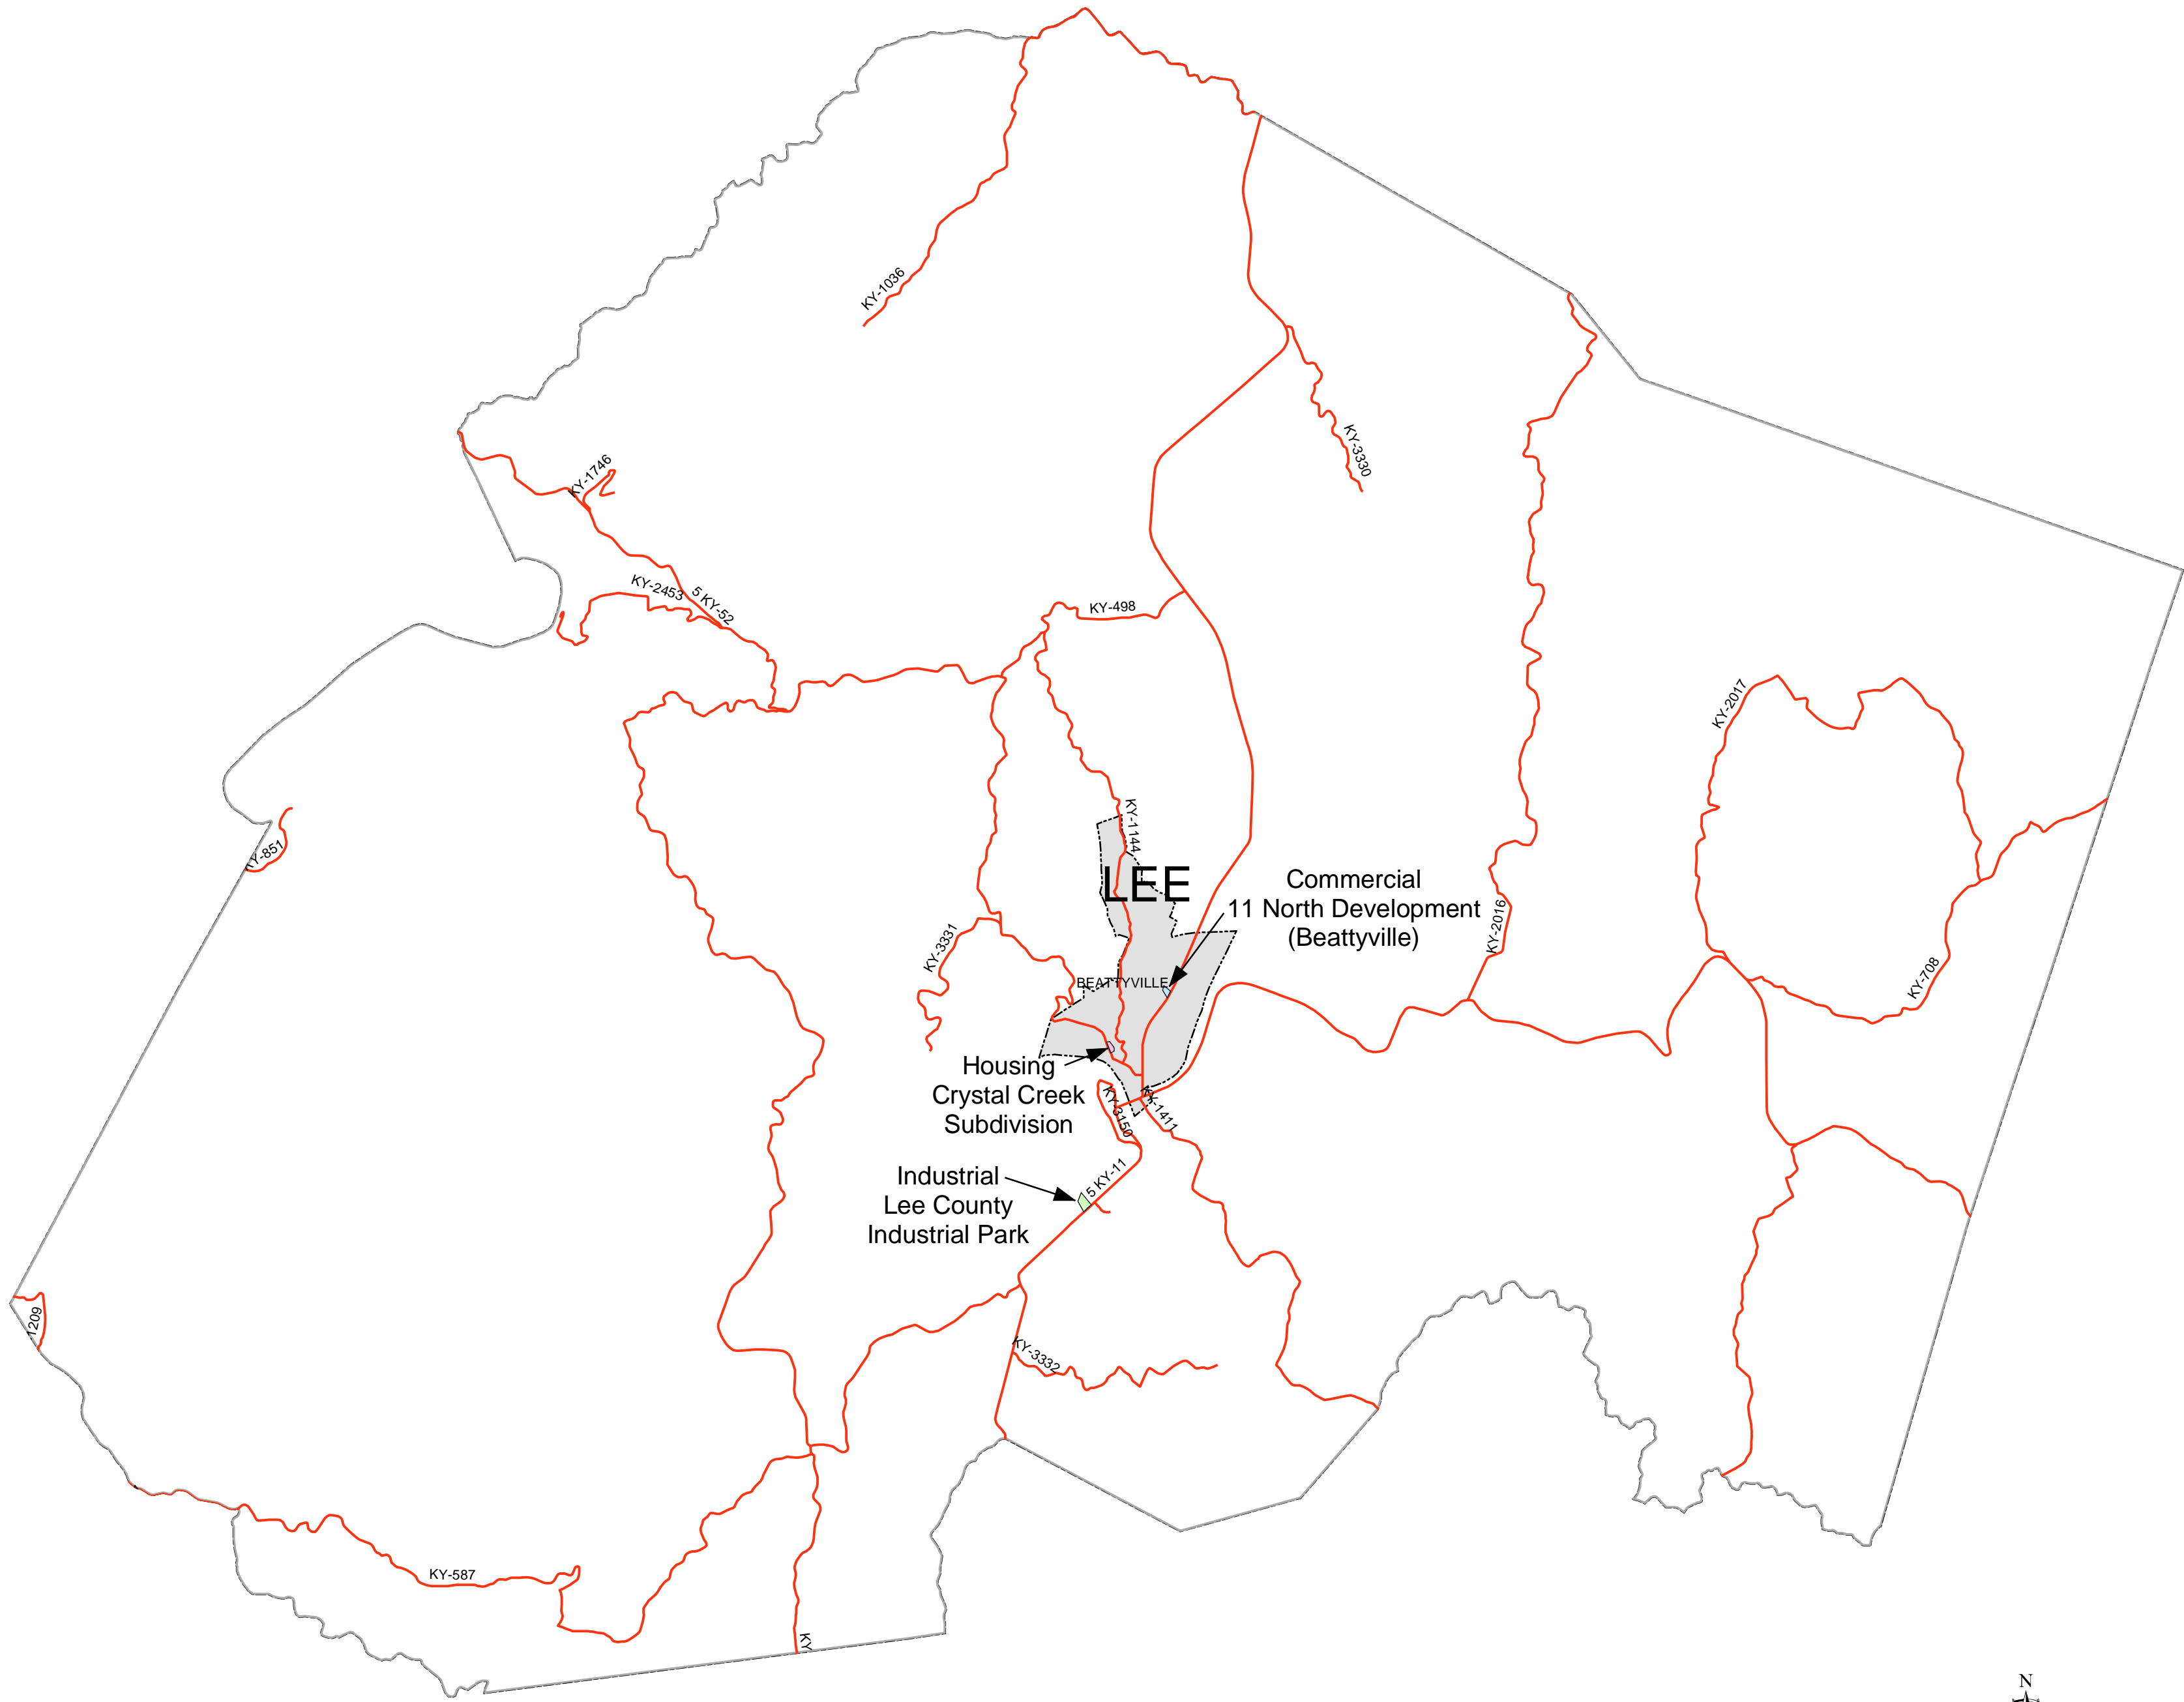 KY-1036
KY-3330
KY-1746
KY-2453
5 KY-52
KY-498
KY-2017
KY-1144
KY-851
LEE
Commercial
11 North Development
(Beattyville)
KY-2016
KY-3331
BEATTYVILLE
KY-708
Housing
Crystal Creek
Subdivision
KY-3150
KY-1411
Industrial
Lee County
Industrial Park
5 KY-11
1209
KY-3332
KY-587
KY
N